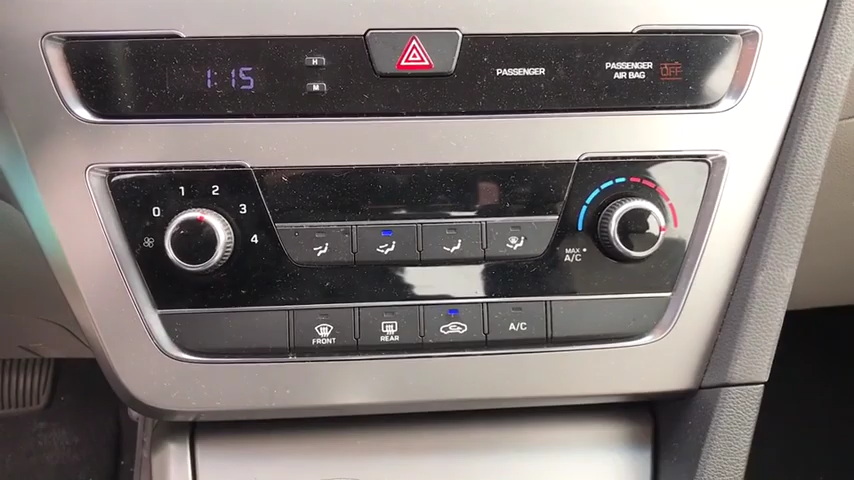 1:15
H
M
PASSENGER
PASSENGER
AIR BAG
OFF
0 1 2 3 4
MAX
A/C
FRONT
REAR
A/C